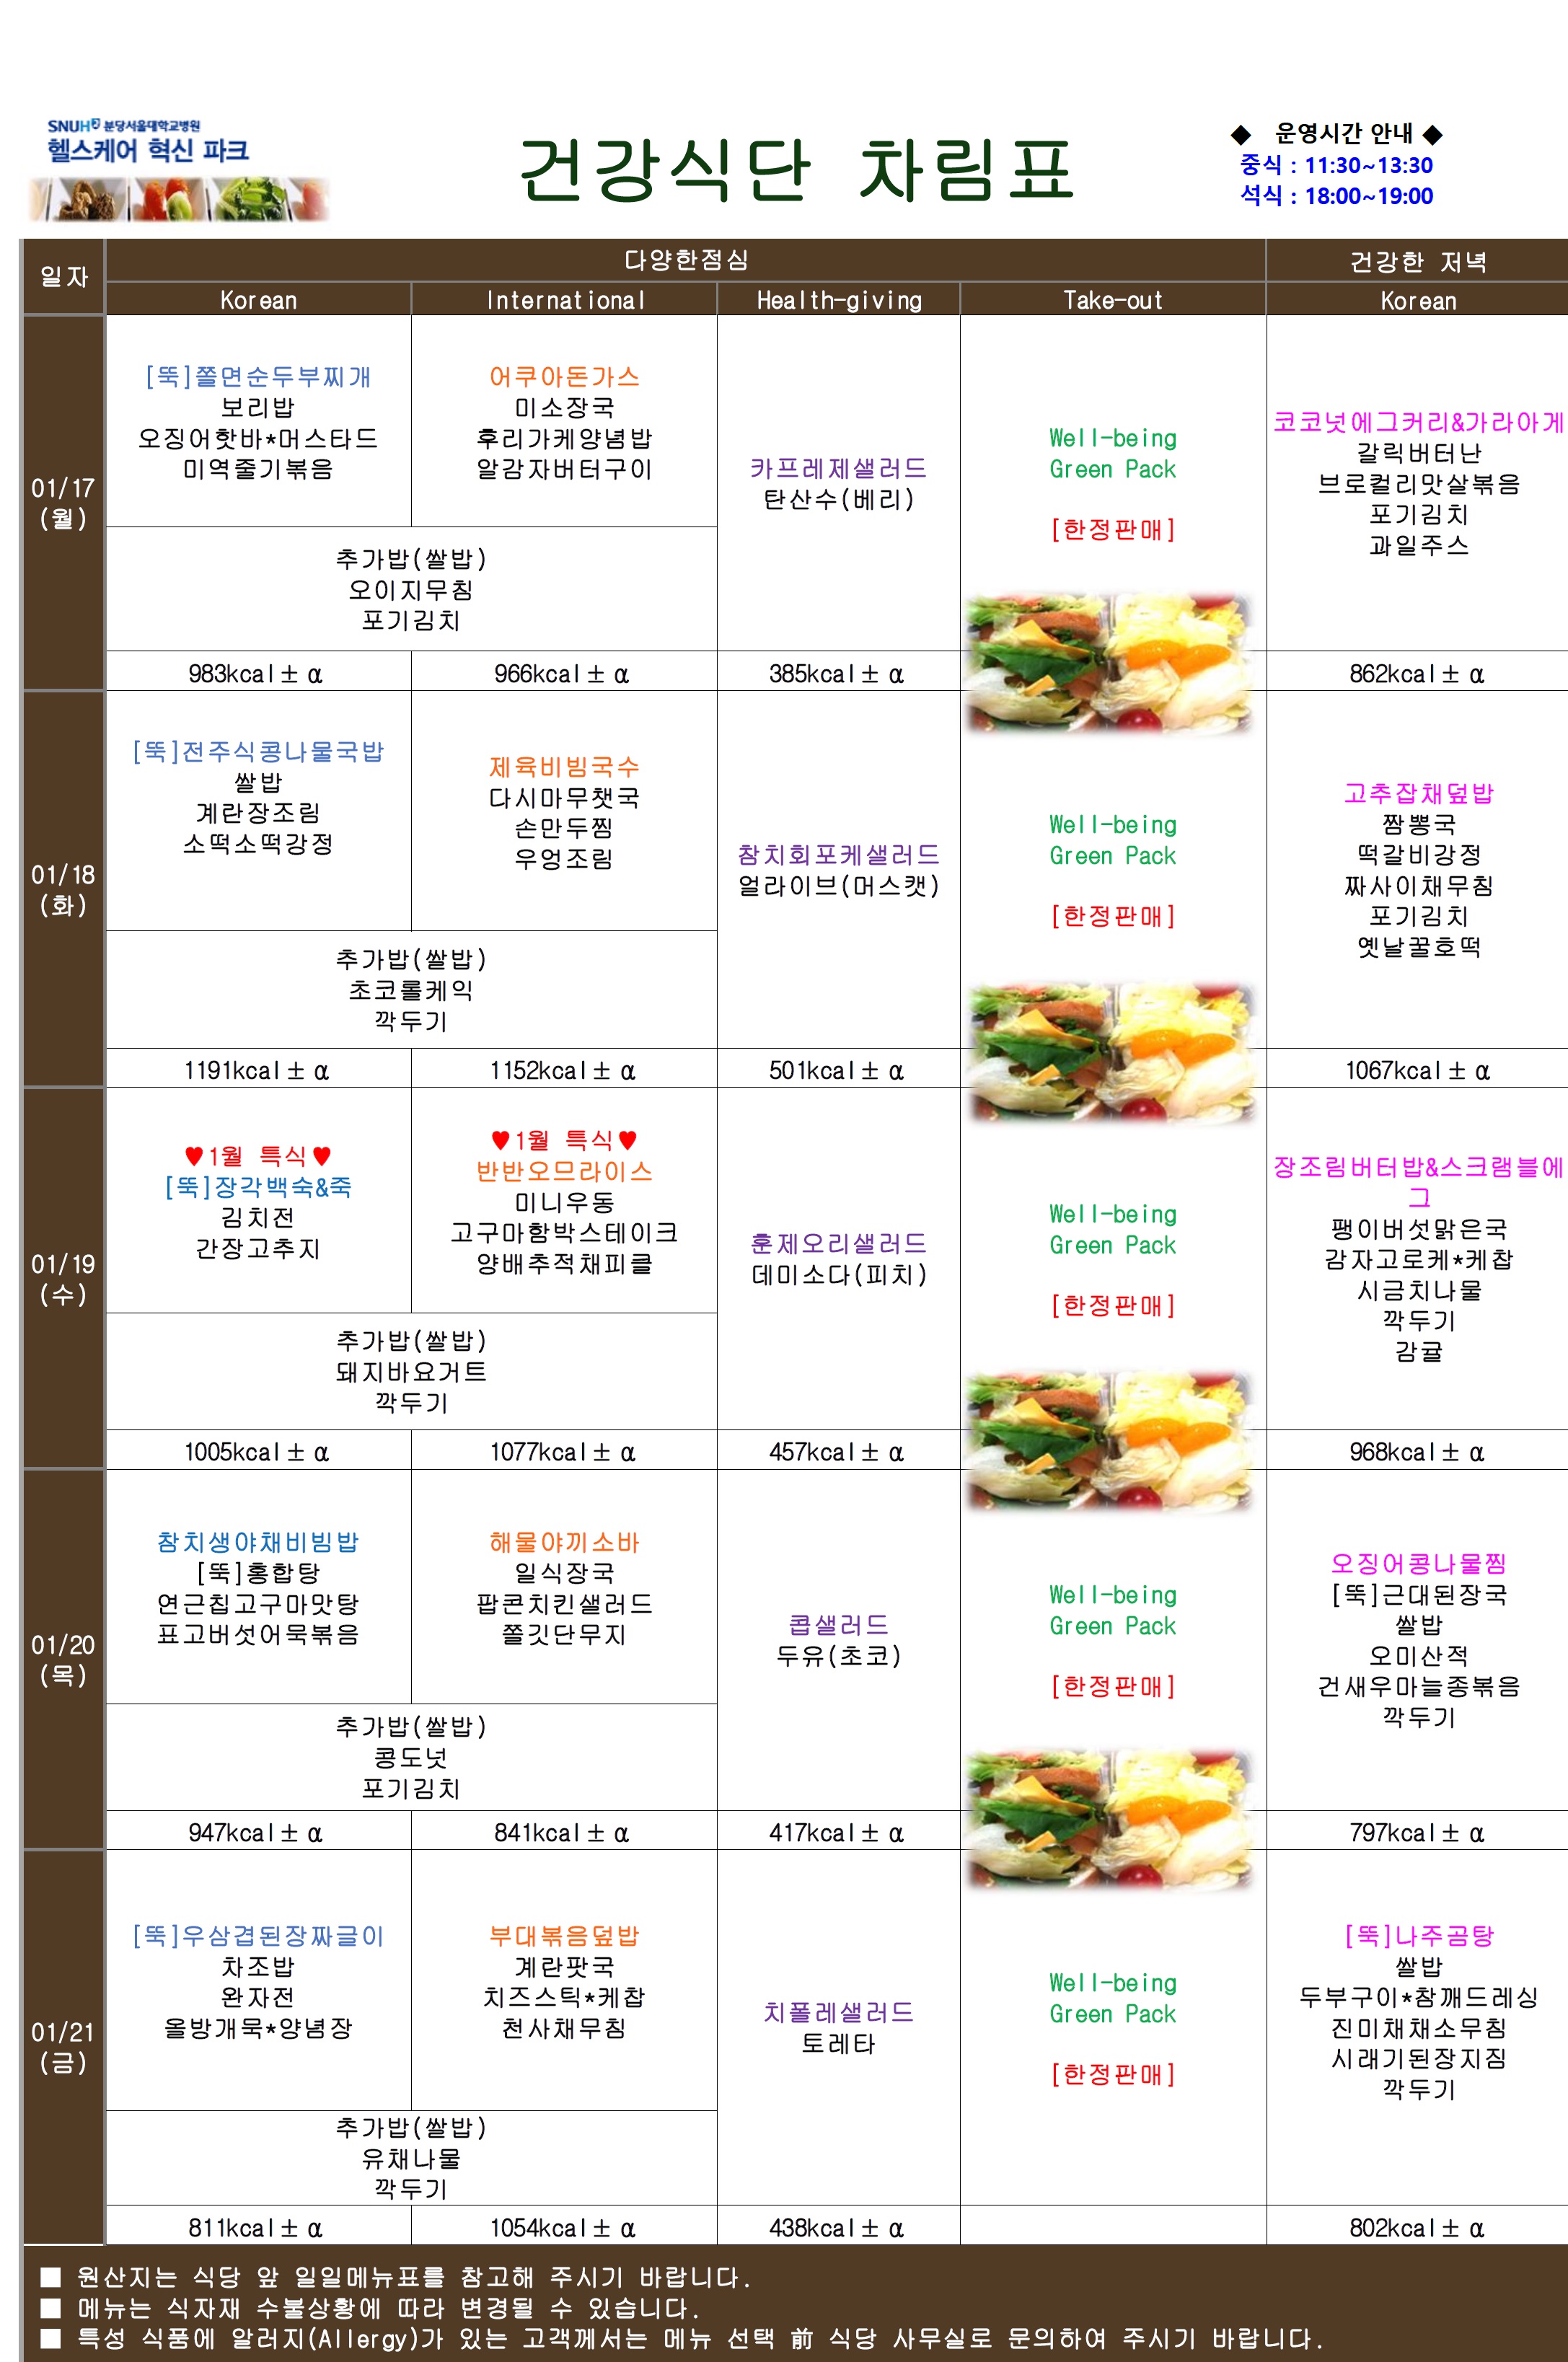 SNUH 분당서울대학교병원
헬스케어 혁신 파크
건강식단 차림표
◆ 운영시간 안내 ◆
중식 : 11:30~13:30
석식 : 18:00~19:00
일자
다양한점심
건강한 저녁
Korean
International
Health-giving
Take-out
Korean
01/17
(월)
[뚝]쫄면순두부찌개
보리밥
오징어핫바*머스타드
미역줄기볶음
어쿠아돈가스
미소장국
후리가케양념밥
알감자버터구이
추가밥(쌀밥)
오이지무침
포기김치
카프레제샐러드
탄산수(베리)
Well-being
Green Pack
[한정판매]
코코넛에그커리&가라아게
갈릭버터난
브로컬리맛살볶음
포기김치
과일주스
983kcal± α
966kcal± α
385kcal± α
862kcal± α
01/18
(화)
[뚝]전주식콩나물국밥
쌀밥
계란장조림
소떡소떡강정
제육비빔국수
다시마무챗국
손만두찜
우엉조림
추가밥(쌀밥)
초코롤케익
깍두기
참치회포케샐러드
얼라이브(머스캣)
Well-being
Green Pack
[한정판매]
고추잡채덮밥
짬뽕국
떡갈비강정
짜사이채무침
포기김치
옛날꿀호떡
1191kcal± α
1152kcal± α
501kcal± α
1067kcal± α
01/19
(수)
♥1월 특식♥
[뚝]장각백숙&죽
김치전
간장고추지
♥1월 특식♥
반반오므라이스
미니우동
고구마함박스테이크
양배추적채피클
추가밥(쌀밥)
돼지바요거트
깍두기
훈제오리샐러드
데미소다(피치)
Well-being
Green Pack
[한정판매]
장조림버터밥&스크램블에
그
팽이버섯맑은국
감자고로케*케찹
시금치나물
깍두기
감귤
1005kcal± α
1077kcal± α
457kcal± α
968kcal± α
01/20
(목)
참치생야채비빔밥
[뚝]홍합탕
연근칩고구마맛탕
표고버섯어묵볶음
해물야끼소바
일식장국
팝콘치킨샐러드
쫄깃단무지
추가밥(쌀밥)
콩도넛
포기김치
콥샐러드
두유(초코)
Well-being
Green Pack
[한정판매]
오징어콩나물찜
[뚝]근대된장국
쌀밥
오미산적
건새우마늘종볶음
깍두기
947kcal± α
841kcal± α
417kcal± α
797kcal± α
01/21
(금)
[뚝]우삼겹된장짜글이
차조밥
완자전
올방개묵*양념장
부대볶음덮밥
계란팟국
치즈스틱*케찹
천사채무침
추가밥(쌀밥)
유채나물
깍두기
치폴레샐러드
토레타
Well-being
Green Pack
[한정판매]
[뚝]나주곰탕
쌀밥
두부구이*참깨드레싱
진미채채소무침
시래기된장지짐
깍두기
811kcal± α
1054kcal± α
438kcal± α
802kcal± α
■ 원산지는 식당 앞 일일메뉴표를 참고해 주시기 바랍니다.
■ 메뉴는 식자재 수불상황에 따라 변경될 수 있습니다.
■ 특성 식품에 알러지(Allergy)가 있는 고객께서는 메뉴 선택 前 식당 사무실로 문의하여 주시기 바랍니다.